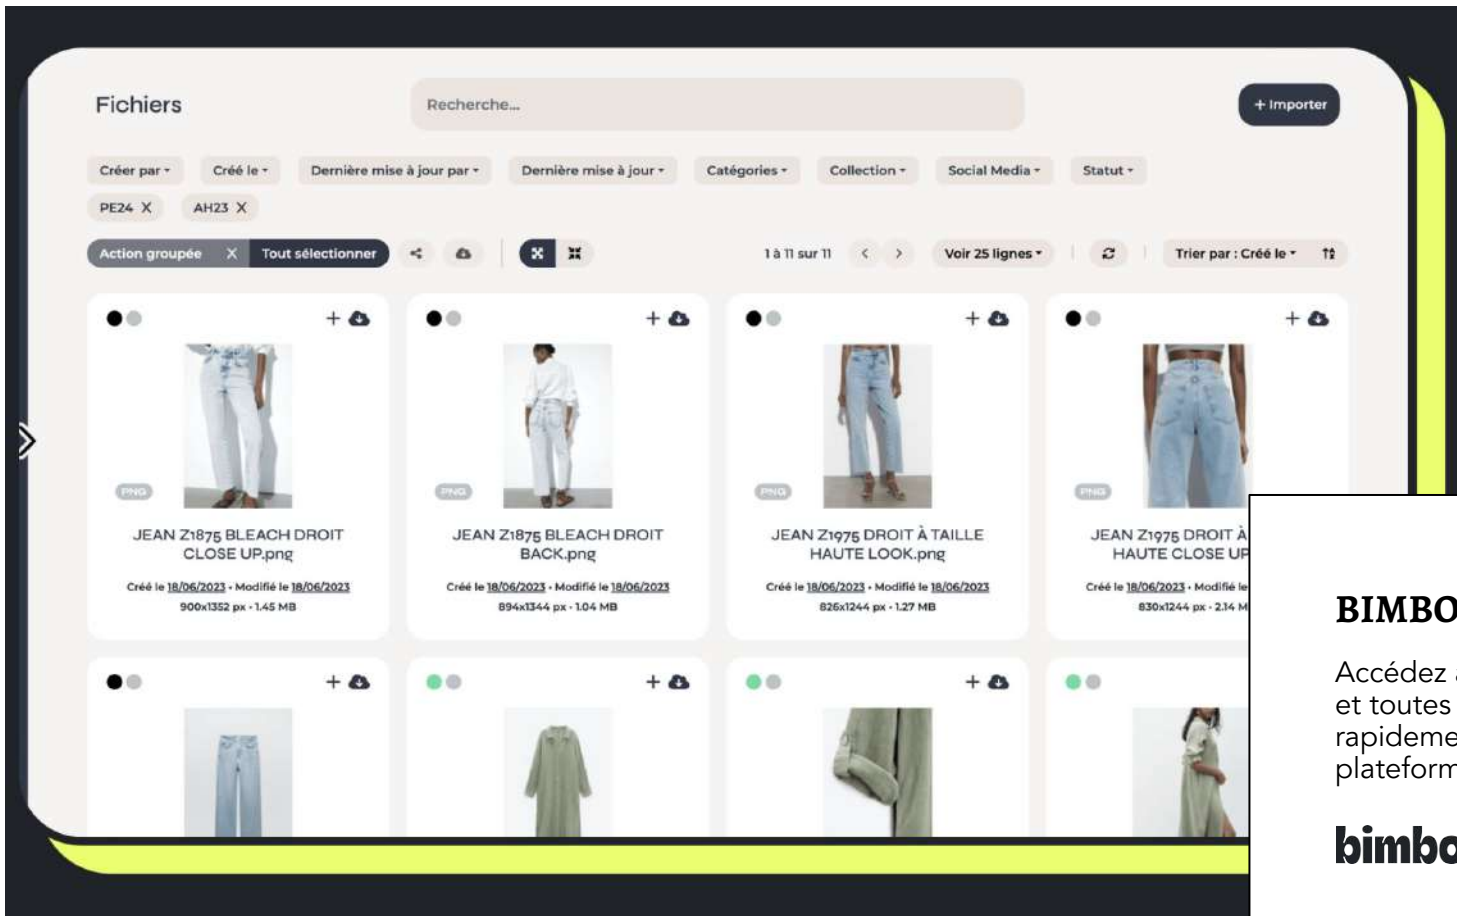 Fichiers
Recherche...
+ Importer
Créer par
Créé le
Dernière mise à jour par
Dernière mise à jour
Catégories
Collection
Social Media
Statut
PE24 X
AH23 X
Action groupée X
Tout sélectionner
1 à 11 sur 11
Voir 25 lignes
Trier par : Créé le
PNG
JEAN Z1875 BLEACH DROIT
CLOSE UP.png
Créé le 18/06/2023 • Modifié le 18/06/2023
900x1352 px • 1.45 MB
PNG
JEAN Z1875 BLEACH DROIT
BACK.png
Créé le 18/06/2023 • Modifié le 18/06/2023
894x1344 px • 1.04 MB
PNG
JEAN Z1975 DROIT À TAILLE
HAUTE LOOK.png
Créé le 18/06/2023 • Modifié le 18/06/2023
826x1244 px • 1.27 MB
PNG
JEAN Z1975 DROIT À
HAUTE CLOSE UP
Créé le 18/06/2023 • Modifié le
830x1244 px • 2.14 M
BIMBO
Accédez
et toutes
rapideme
plateform
bimbo